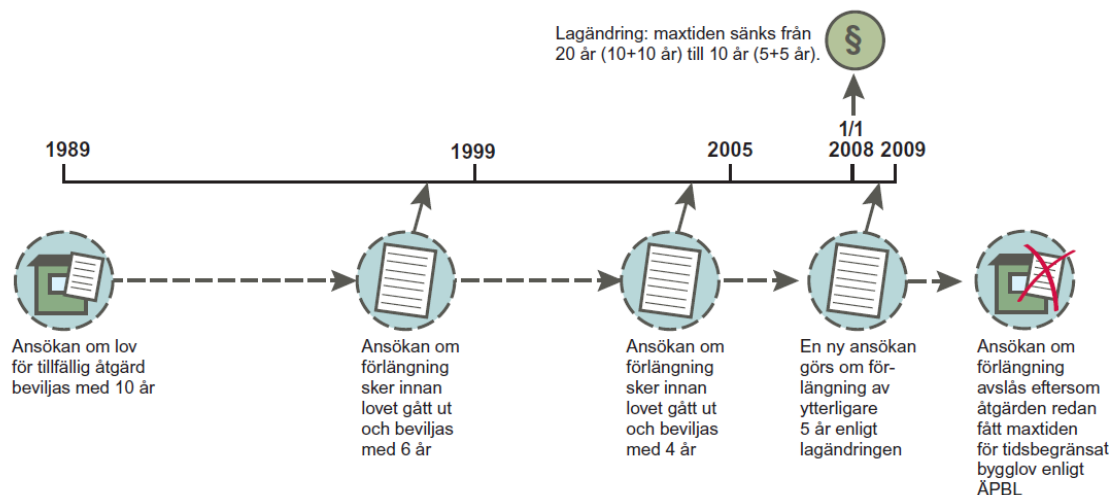 Lagändring: maxtiden sänks från
20 år (10+10 år) till 10 år (5+5 år).
§
1989
1999
2005
1/1
2008
2009
Ansökan om lov
för tillfällig åtgärd
beviljas med 10 år
Ansökan om
förlängning
sker innan
lovet gått ut
och beviljas
med 6 år
Ansökan om
förlängning
sker innan
lovet gått ut
och beviljas
med 4 år
En ny ansökan
görs om för-
längning av
ytterligare
5 år enligt
lagändringen
Ansökan om
förlängning
avslås eftersom
åtgärden redan
fått maxtiden
för tidsbegränsat
bygglov enligt
ÄPBL